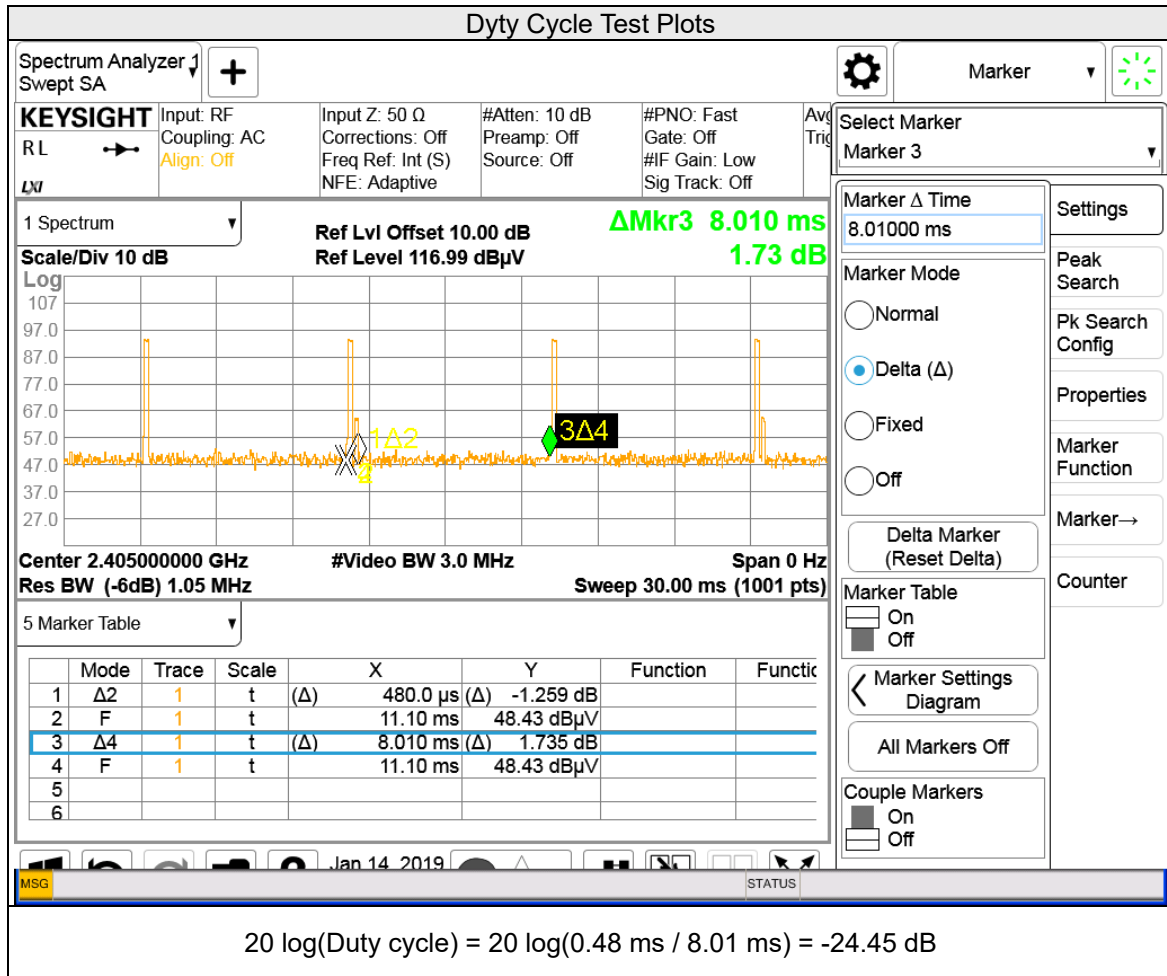 Dyty Cycle Test Plots
Spectrum Analyzer 1
Swept SA
+
Marker
KEYSIGHT
RL
LXI
Input: RF
Coupling: AC
Align: Off
Input Z: 50 Ω
Corrections: Off
Freq Ref: Int (S)
NFE: Adaptive
#Atten: 10 dB
Preamp: Off
Source: Off
#PNO: Fast
Gate: Off
#IF Gain: Low
Sig Track: Off
Avg
Trig
1 Spectrum
Scale/Div 10 dB
Ref Lvl Offset 10.00 dB
Ref Level 116.99 dBµV
ΔMkr3 8.010 ms
1.73 dB
Log
107
97.0
87.0
77.0
67.0
57.0
47.0
37.0
27.0
1Δ2
3Δ4
Center 2.405000000 GHz
#Video BW 3.0 MHz
Span 0 Hz
Res BW (-6dB) 1.05 MHz
Sweep 30.00 ms (1001 pts)
5 Marker Table
Mode Trace Scale X Y Function Functic
1 Δ2 1 t (Δ) 480.0 µs (Δ) -1.259 dB
2 F 1 t 11.10 ms 48.43 dBµV
3 Δ4 1 t (Δ) 8.010 ms (Δ) 1.735 dB
4 F 1 t 11.10 ms 48.43 dBµV
5
6
Jan 14, 2019
Select Marker
Marker 3
Marker Δ Time
8.01000 ms
Marker Mode
Normal
Delta (Δ)
Fixed
Off
Delta Marker
(Reset Delta)
Marker Table
On
Off
Marker Settings
Diagram
All Markers Off
Couple Markers
On
Off
Settings
Peak
Search
Pk Search
Config
Properties
Marker
Function
Marker→
Counter
MSG
STATUS
20 log(Duty cycle) = 20 log(0.48 ms / 8.01 ms) = -24.45 dB